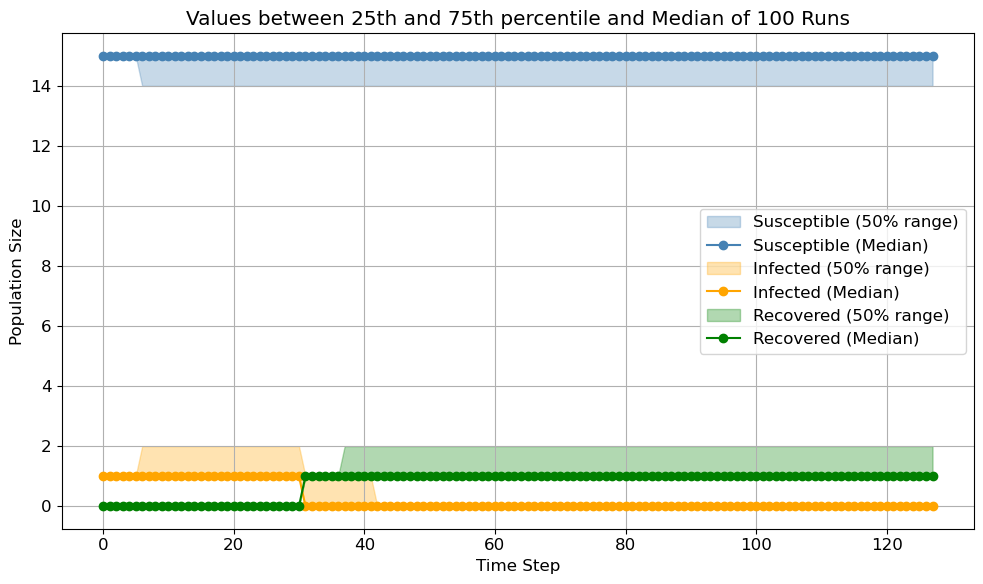 Values between 25th and 75th percentile and Median of 100 Runs
Population Size
14
12
10
8
6
4
2
0
Susceptible (50% range)
Susceptible (Median)
Infected (50% range)
Infected (Median)
Recovered (50% range)
Recovered (Median)
0 20 40 60 80 100 120
Time Step